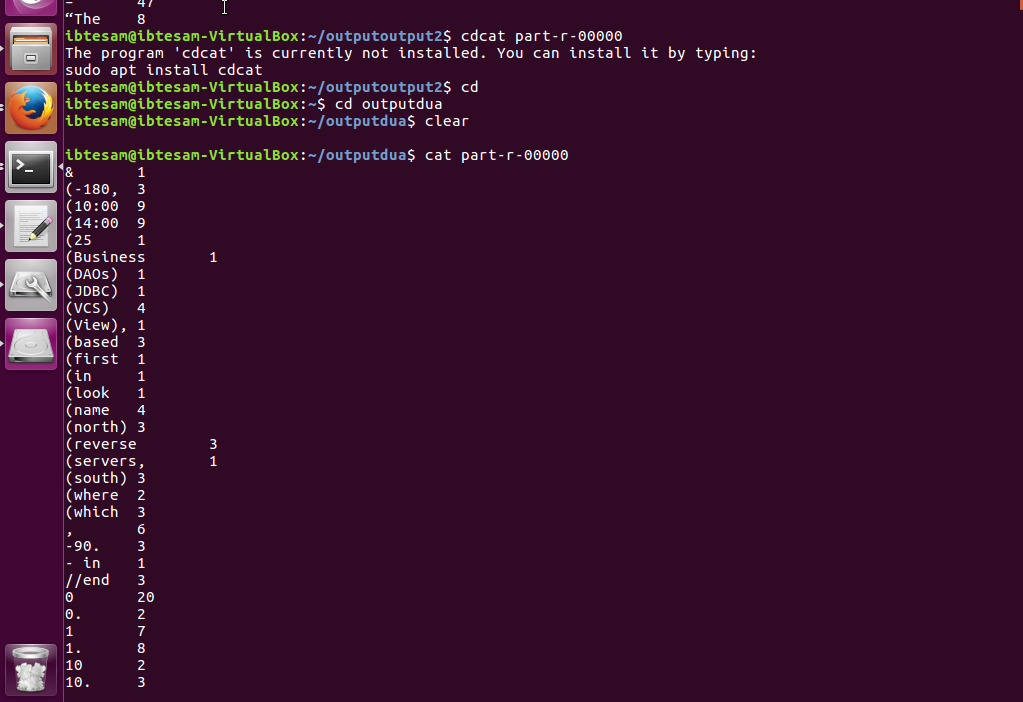 – 47
“The 8
ibtesam@ibtesam-VirtualBox:~/outputoutput2$ cdcat part-r-00000
The program 'cdcat' is currently not installed. You can install it by typing:
sudo apt install cdcat
ibtesam@ibtesam-VirtualBox:~/outputoutput2$ cd
ibtesam@ibtesam-VirtualBox:~$ cd outputdua
ibtesam@ibtesam-VirtualBox:~/outputdua$ clear
ibtesam@ibtesam-VirtualBox:~/outputdua$ cat part-r-00000
& 1
(-180, 3
(10:00 9
(14:00 9
(25 1
(Business 1
(DAOs) 1
(JDBC) 1
(VCS) 4
(View), 1
(based 3
(first 1
(in 1
(look 1
(name 4
(north) 3
(reverse 3
(servers, 1
(south) 3
(where 2
(which 3
, 6
-90. 3
- in 1
//end 3
0 20
0. 2
1 7
1. 8
10 2
10. 3